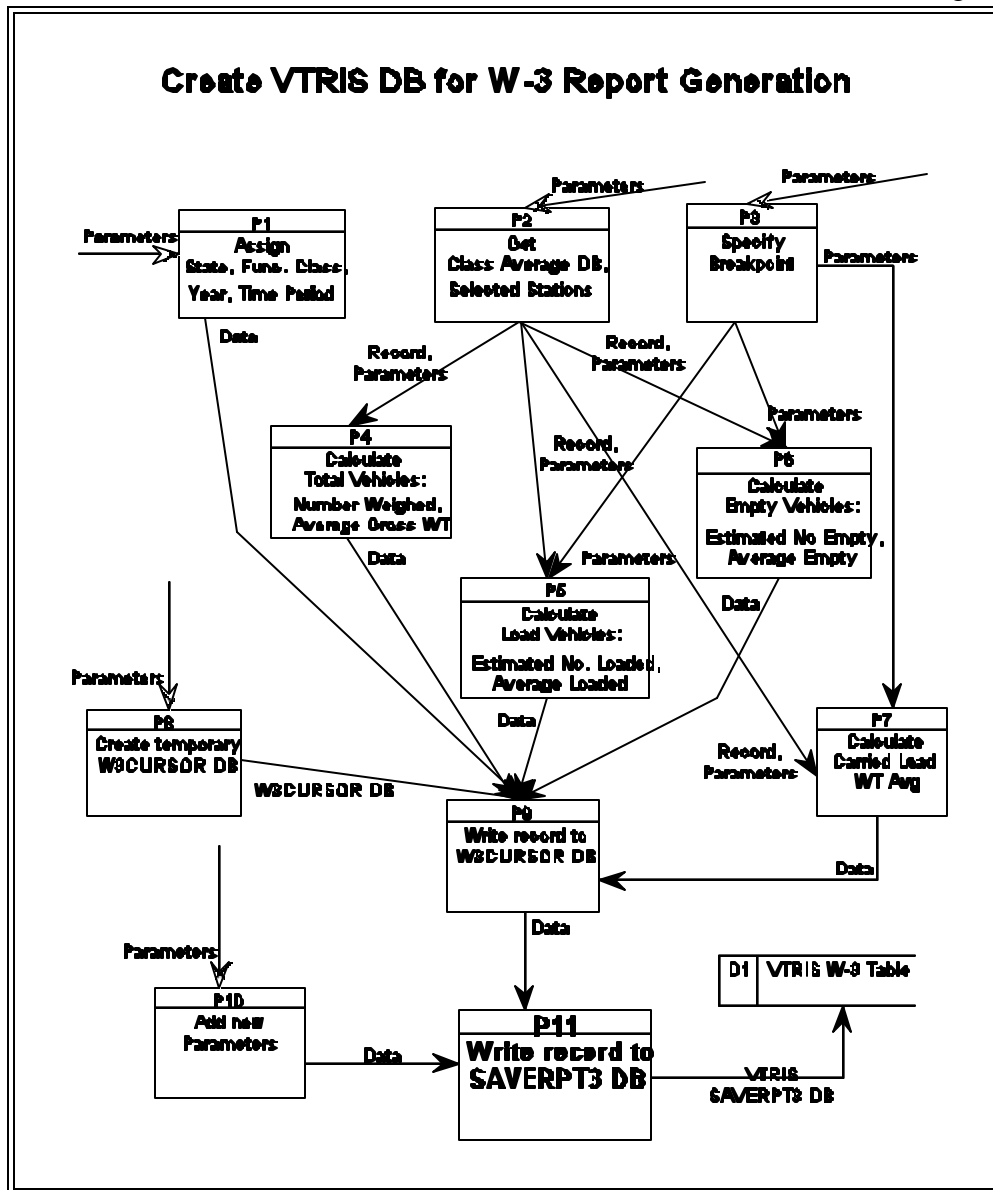 Create VTRIS DB for W-3 Report Generation
Parameters
Parameters
Parameters
P1
Assign
State, Func. Class,
Year, Time Period
P2
Get
Class Average DB,
Selected Stations
P3
Specify
Breakpoint
Parameters
Data
Record,
Parameters
Record,
Parameters
Record,
Parameters
Parameters
P4
Calculate
Total Vehicles:
Number Weighed,
Average Gross WT
P6
Calculate
Empty Vehicles:
Estimated No Empty,
Average Empty
Data
Parameters
Data
P5
Calculate
Load Vehicles:
Estimated No. Loaded,
Average Loaded
Data
Parameters
P8
Create temporary
W3CURSOR DB
W3CURSOR DB
Record,
Parameters
P7
Calculate
Carried Load
WT Avg
P9
Write record to
W3CURSOR DB
Data
Data
Parameters
P10
Add new
Parameters
Data
D1
VTRIS W-3 Table
P11
Write record to
SAVERPT3 DB
VTRIS
SAVERPT3 DB